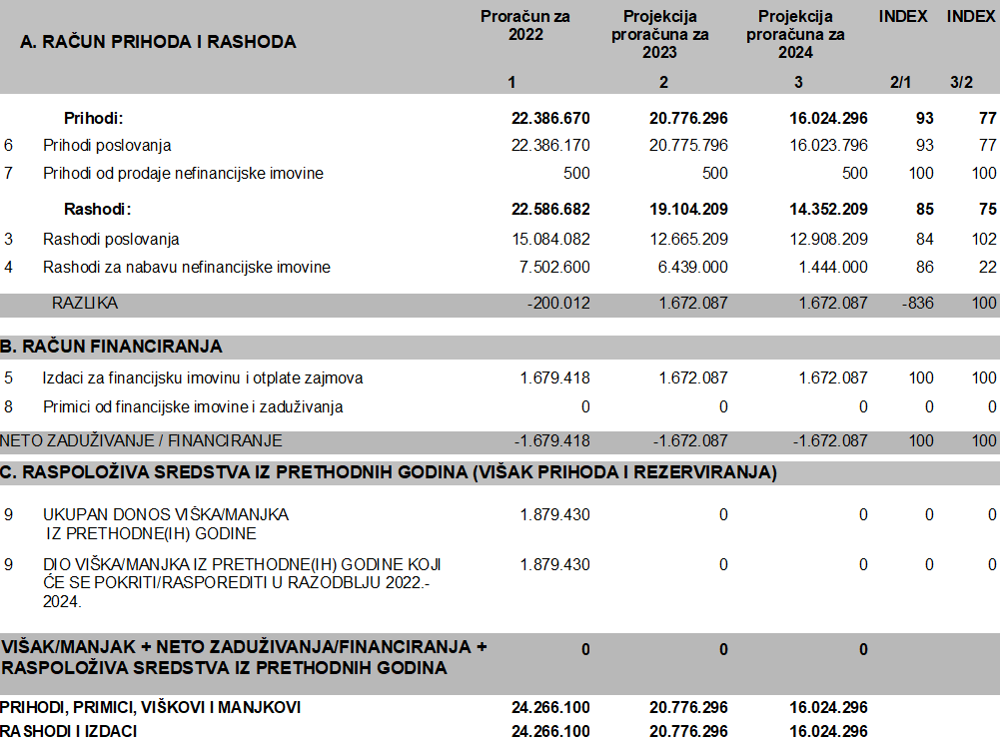 A. RAČUN PRIHODA I RASHODA
Proračun za 2022
Projekcija proračuna za 2023
Projekcija proračuna za 2024
INDEX INDEX
1 2 3 2/1 3/2
Prihodi: 22.386.670 20.776.296 16.024.296 93 77
6 Prihodi poslovanja 22.386.170 20.775.796 16.023.796 93 77
7 Prihodi od prodaje nefinancijske imovine 500 500 500 100 100
Rashodi: 22.586.682 19.104.209 14.352.209 85 75
3 Rashodi poslovanja 15.084.082 12.665.209 12.908.209 84 102
4 Rashodi za nabavu nefinancijske imovine 7.502.600 6.439.000 1.444.000 86 22
RAZLIKA -200.012 1.672.087 1.672.087 -836 100
B. RAČUN FINANCIRANJA
5 Izdaci za financijsku imovinu i otplate zajmova 1.679.418 1.672.087 1.672.087 100 100
8 Primici od financijske imovine i zaduživanja 0 0 0 0 0
NETO ZADUŽIVANJE / FINANCIRANJE -1.679.418 -1.672.087 -1.672.087 100 100
C. RASPOLOŽIVA SREDSTVA IZ PRETHODNIH GODINA (VIŠAK PRIHODA I REZERVIRANJA)
9 UKUPAN DONOS VIŠKA/MANJKA 1.879.430 0 0 0 0
IZ PRETHODNE(IH) GODINE
9 DIO VIŠKA/MANJKA IZ PRETHODNE(IH) GODINE KOJI 1.879.430 0 0 0 0
ĆE SE POKRITI/RASPOREDITI U RAZODBLJU 2022.-
2024.
VIŠAK/MANJAK + NETO ZADUŽIVANJA/FINANCIRANJA + 0 0 0
RASPOLOŽIVA SREDSTVA IZ PRETHODNIH GODINA
PRIHODI, PRIMICI, VIŠKOVI I MANJKOVI 24.266.100 20.776.296 16.024.296
RASHODI I IZDACI 24.266.100 20.776.296 16.024.296